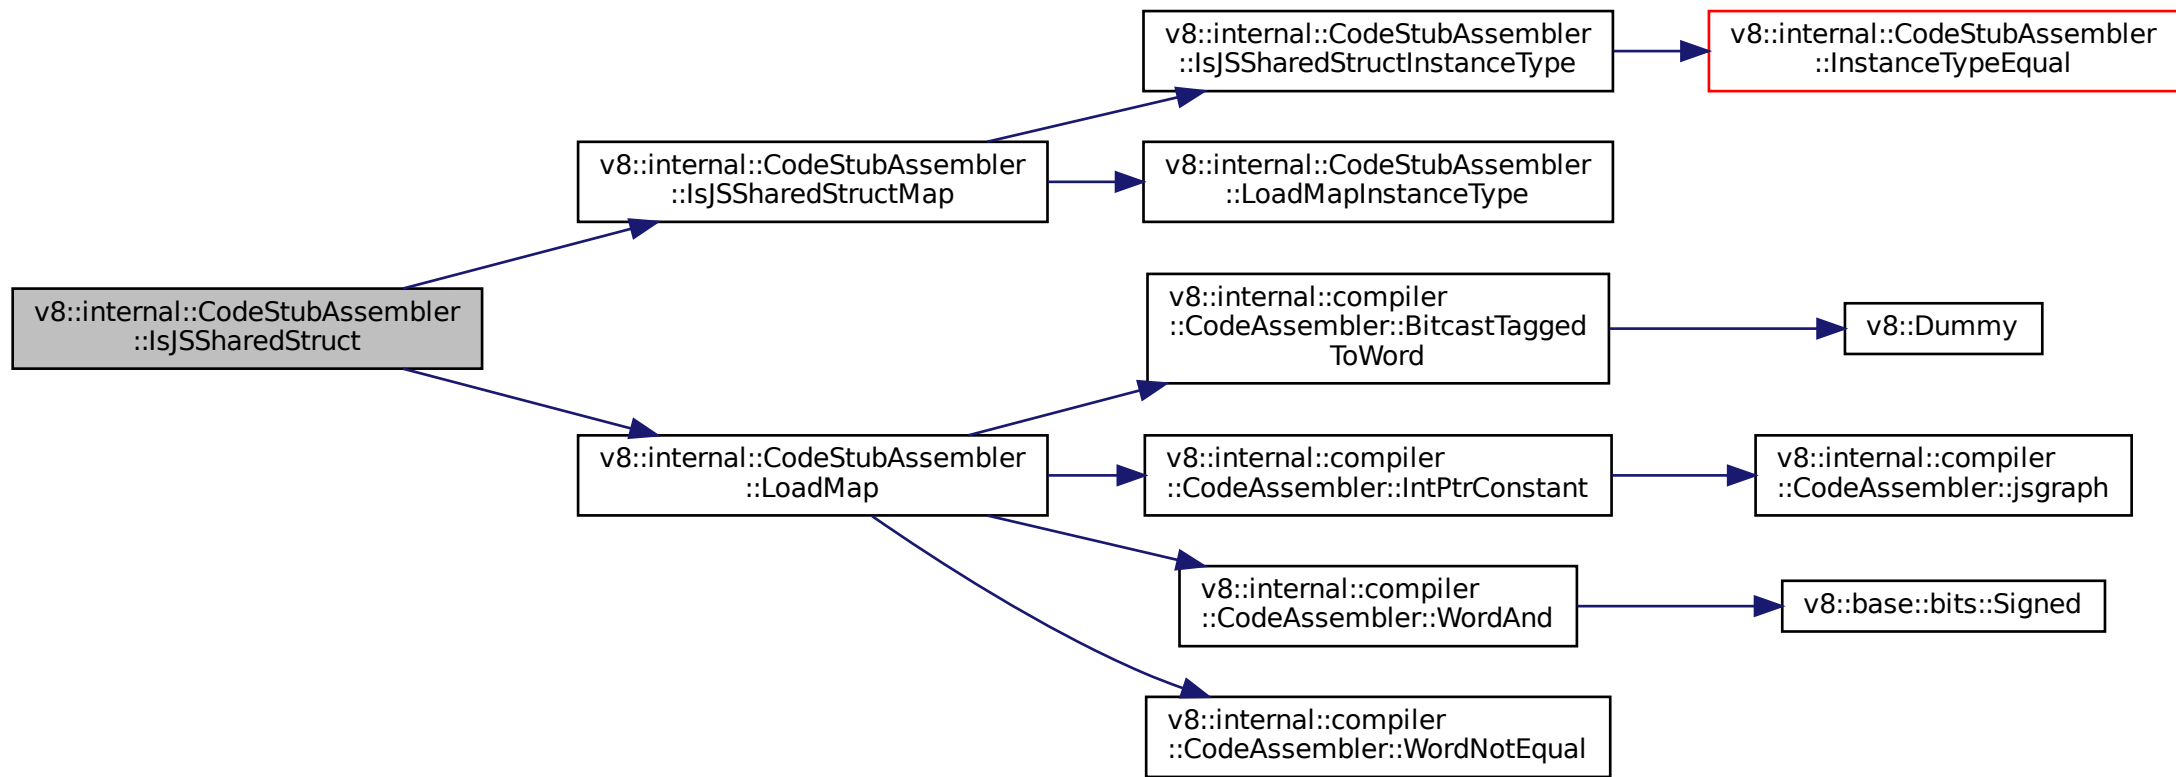 v8::internal::CodeStubAssembler
::IsJSSharedStruct
v8::internal::CodeStubAssembler
::IsJSSharedStructMap
v8::internal::CodeStubAssembler
::IsJSSharedStructInstanceType
v8::internal::CodeStubAssembler
::InstanceTypeEqual
v8::internal::CodeStubAssembler
::LoadMapInstanceType
v8::internal::CodeStubAssembler
::LoadMap
v8::internal::compiler
::CodeAssembler::BitcastTagged
ToWord
v8::Dummy
v8::internal::compiler
::CodeAssembler::IntPtrConstant
v8::internal::compiler
::CodeAssembler::jsgraph
v8::internal::compiler
::CodeAssembler::WordAnd
v8::base::bits::Signed
v8::internal::compiler
::CodeAssembler::WordNotEqual